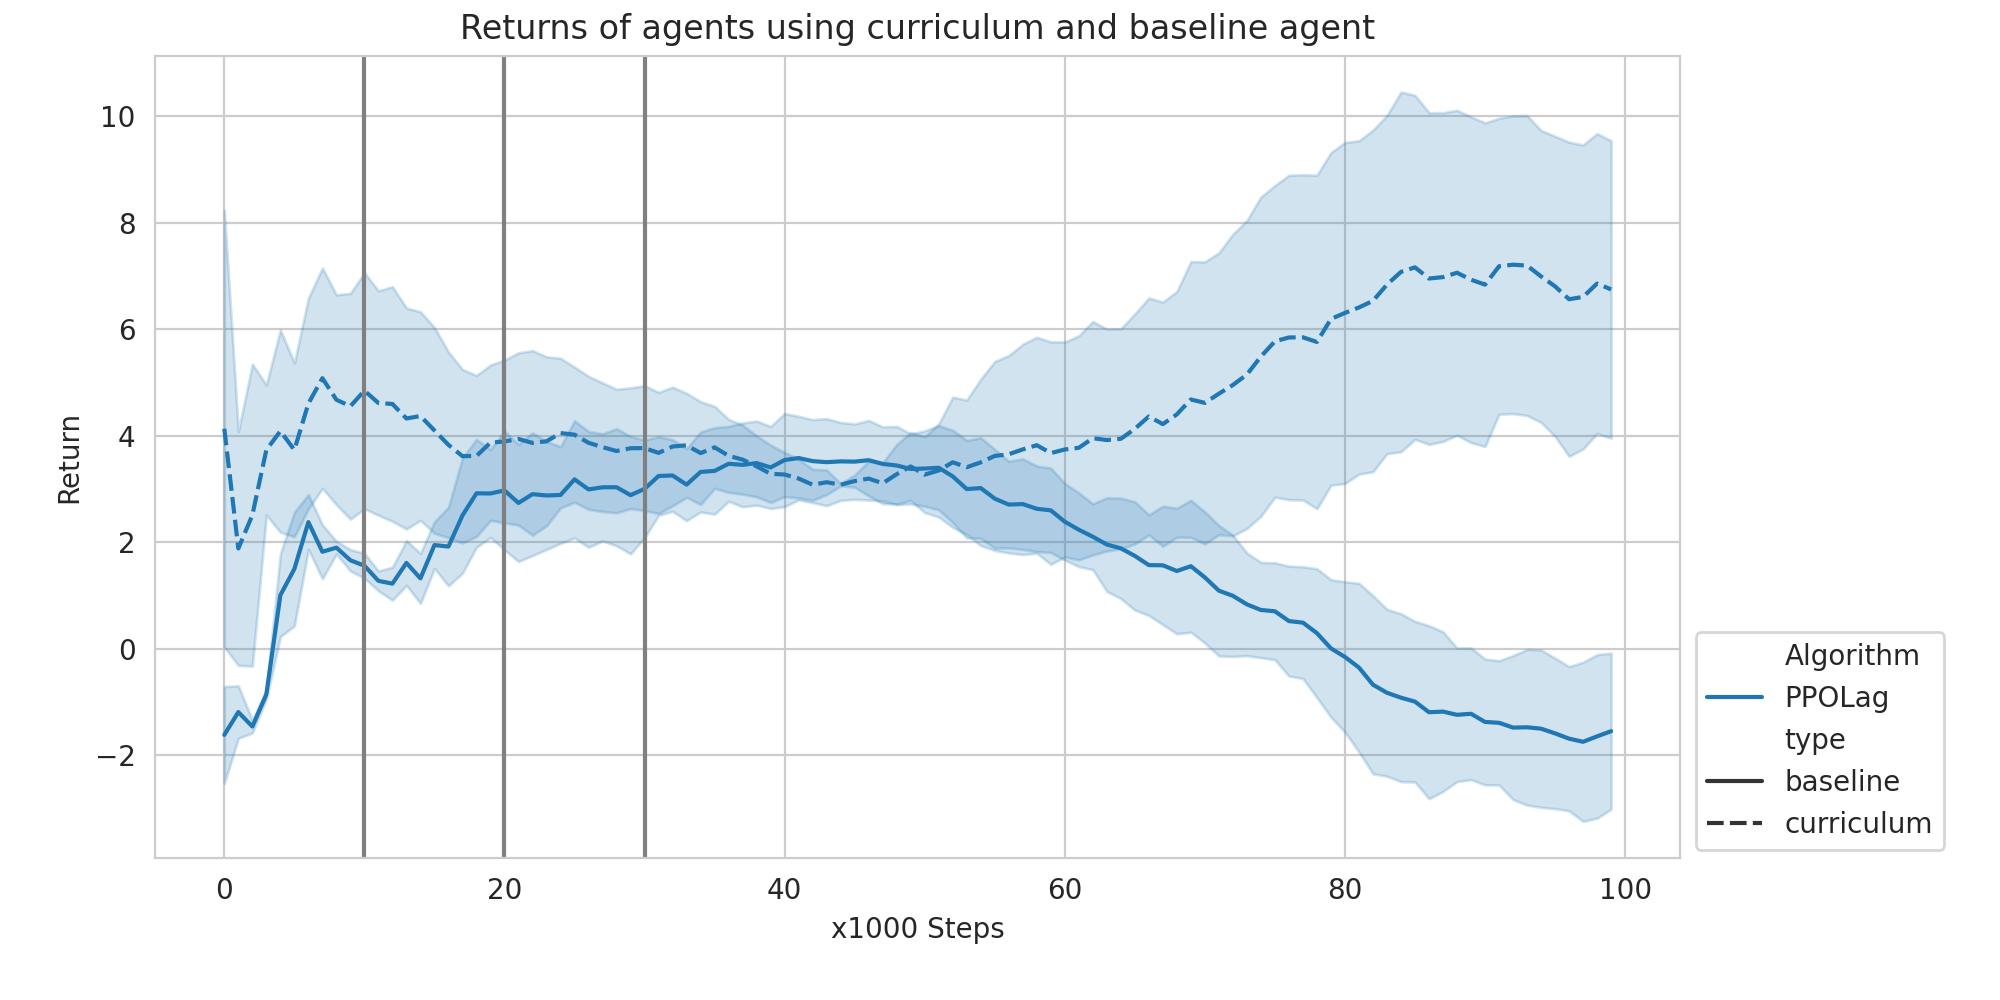 Returns of agents using curriculum and baseline agent
Return
10
8
6
4
2
0
−2
0 20 40 60 80 100
x1000 Steps
Algorithm
PPOLag
type
baseline
curriculum